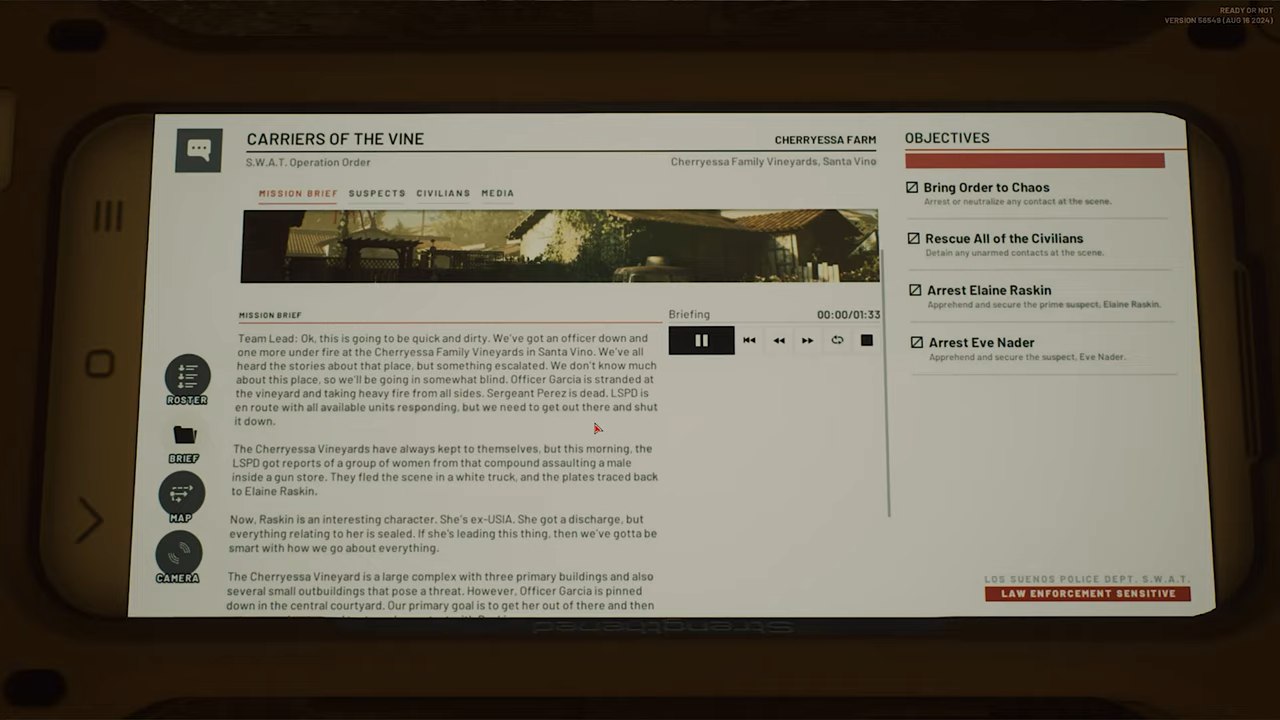 READY OR NOT
VERSION 58549 (AUG 16 2024)
CARRIERS OF THE VINE
CHERRYESSA FARM
S.W.A.T. Operation Order
Cherryessa Family Vineyards, Santa Vino
MISSION BRIEF SUSPECTS CIVILIANS MEDIA
MISSION BRIEF
Team Lead: Ok, this is going to be quick and dirty. We've got an officer down and
one more under fire at the Cherryessa Family Vineyards in Santa Vino. We've all
heard the stories about that place, but something escalated. We don't know much
about this place, so we'll be going in somewhat blind. Officer Garcia is stranded at
the vineyard and taking heavy fire from all sides. Sergeant Perez is dead. LSPD is
en route with all available units responding, but we need to get out there and shut
it down.
The Cherryessa Vineyards have always kept to themselves, but this morning, the
LSPD got reports of a group of women from that compound assaulting a male
inside a gun store. They fled the scene in a white truck, and the plates traced back
to Elaine Raskin.
Now, Raskin is an interesting character. She's ex-USIA. She got a discharge, but
everything relating to her is sealed. If she's leading this thing, then we've gotta be
smart with how we go about everything.
The Cherryessa Vineyard is a large complex with three primary buildings and also
several small outbuildings that pose a threat. However, Officer Garcia is pinned
down in the central courtyard. Our primary goal is to get her out of there and then
Briefing 00:00/01:33
OBJECTIVES
Bring Order to Chaos
Arrest or neutralize any contact at the scene.
Rescue All of the Civilians
Detain any unarmed contacts at the scene.
Arrest Elaine Raskin
Apprehend and secure the prime suspect, Elaine Raskin.
Arrest Eve Nader
Apprehend and secure the suspect, Eve Nader.
ROSTER
BRIEF
MAP
CAMERA
LOS SUENOS POLICE DEPT. S.W.A.T.
LAW ENFORCEMENT SENSITIVE
Strengthened